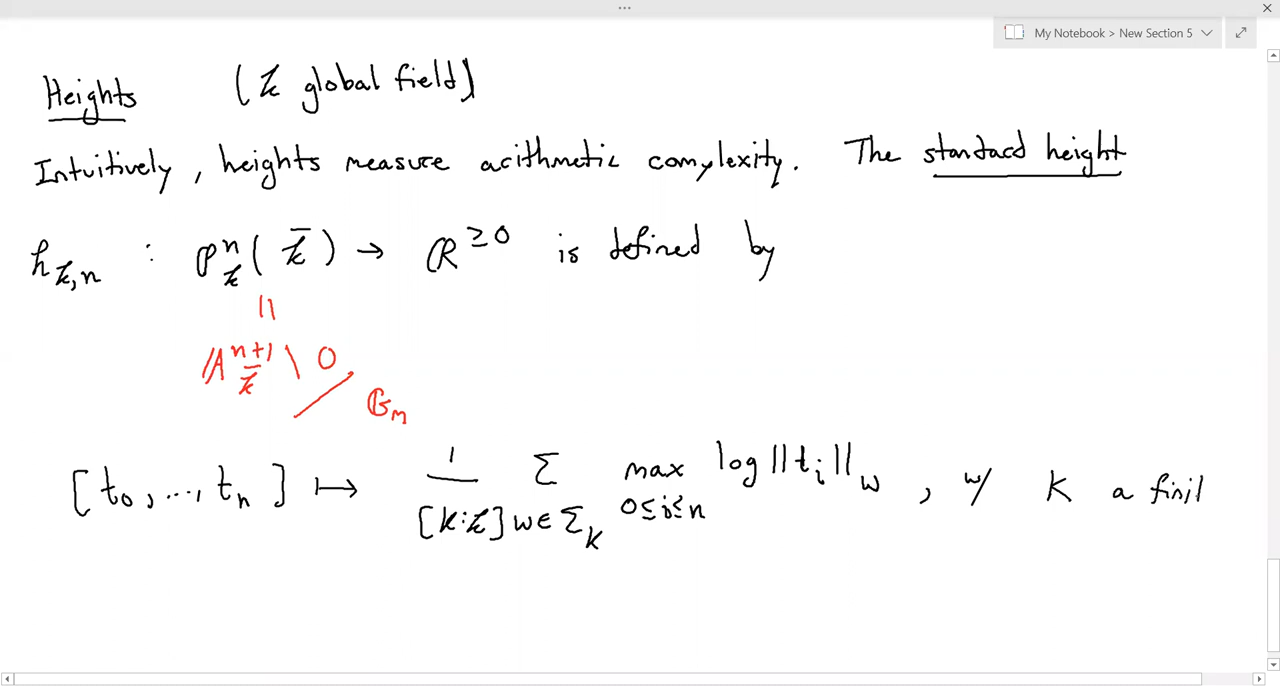 My Notebook > New Section 5
Heights (k global field)
Intuitively, heights measure arithmetic complexity. The standard height
h_{k,n} : ℙ^n_k( k̄ ) → ℝ^{≥0} is defined by
||
𝔸^{n+1}_{k̄} \ 0
/ 𝔾_m
[t_0, ..., t_n] ↦ 1/[K:k] Σ_{w∈Σ_K} max_{0≤i≤n} log||t_i||_w , w/ K a finit